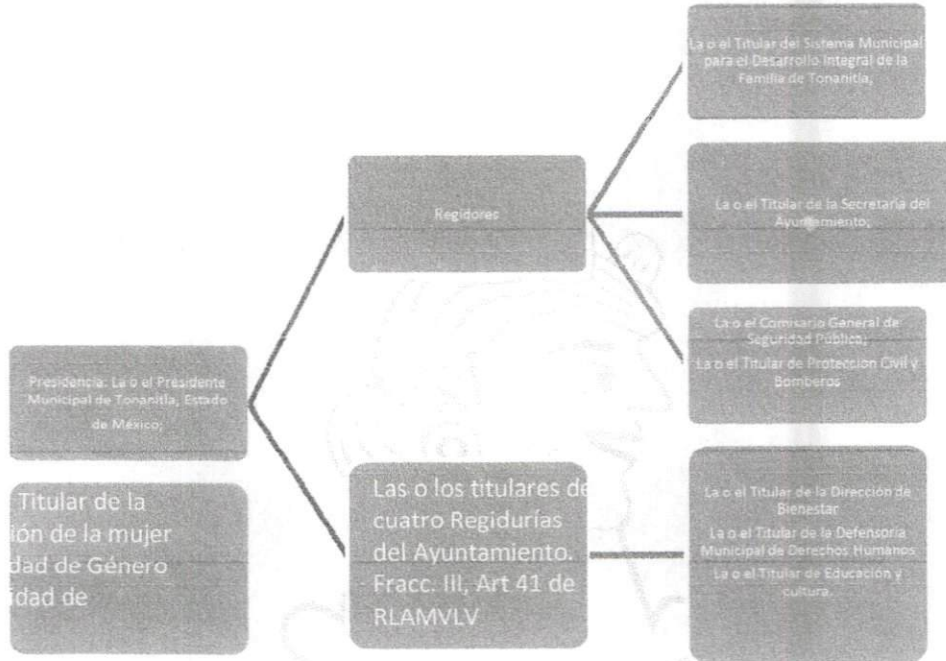 La o el Titular del Sistema Municipal
para el Desarrollo Integral de la
Familia de Tonanitla;
Regidores
La o el Titular de la Secretaría del
Ayuntamiento;
La o el Comisario General de
Seguridad Pública;
La o el Titular de Protección Civil y
Bomberos
Presidencia: La o el Presidente
Municipal de Tonanitla, Estado
de México;
Titular de la
ión de la mujer
dad de Género
idad de
Las o los titulares de
cuatro Regidurías
del Ayuntamiento.
Fracc. III, Art 41 de
RLAMVLV
La o el Titular de la Dirección de
Bienestar
La o el Titular de la Defensoría
Municipal de Derechos Humanos
La o el Titular de Educación y
cultura.